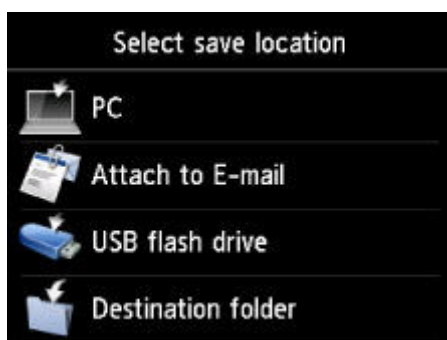 Select save location
PC
Attach to E-mail
USB flash drive
Destination folder